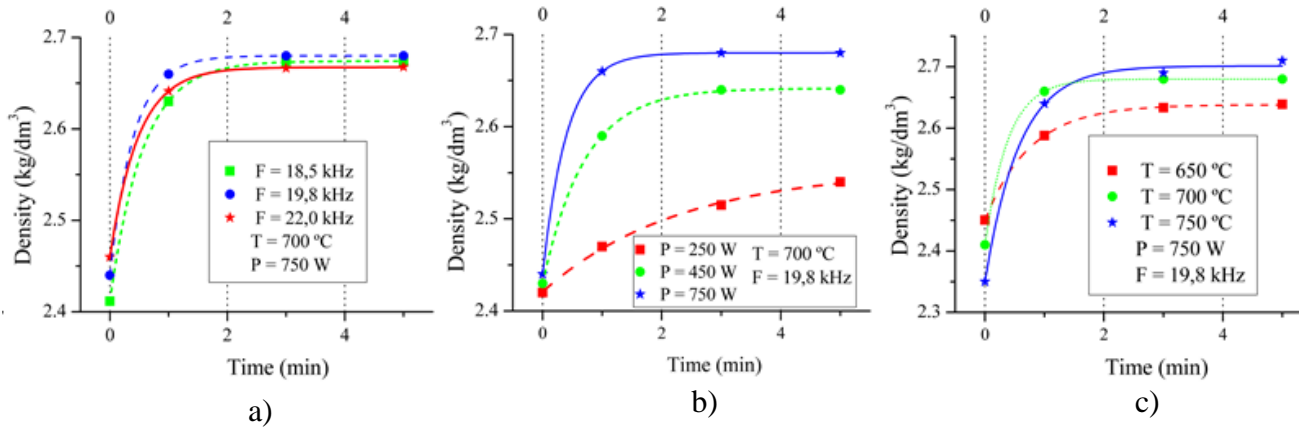 0 2 4
2.7
2.6
2.5
2.4
Density (kg/dm³)
F = 18,5 kHz
F = 19,8 kHz
F = 22,0 kHz
T = 700 ºC
P = 750 W
0 2 4
Time (min)
a)
0 2 4
2.7
2.6
2.5
2.4
Density (kg/dm³)
P = 250 W T = 700 ºC
P = 450 W F = 19,8 kHz
P = 750 W
0 2 4
Time (min)
b)
0 2 4
2.7
2.6
2.5
2.4
2.3
Density (kg/dm³)
T = 650 ºC
T = 700 ºC
T = 750 ºC
P = 750 W
F = 19,8 kHz
0 2 4
Time (min)
c)